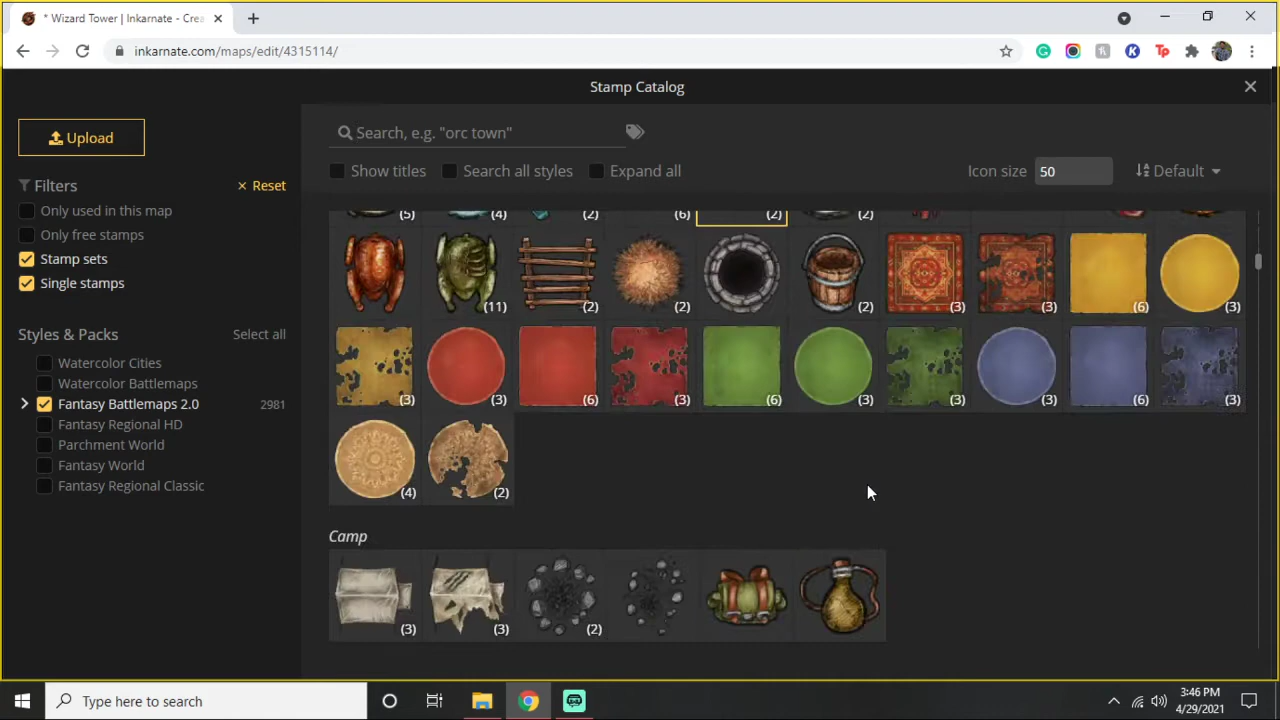 * Wizard Tower | Inkarnate - Crea
inkarnate.com/maps/edit/4315114/
Stamp Catalog
Upload
Search, e.g. "orc town"
Show titles Search all styles Expand all Icon size 50 Default
Filters Reset
Only used in this map
Only free stamps
Stamp sets
Single stamps
Styles & Packs Select all
Watercolor Cities
Watercolor Battlemaps
Fantasy Battlemaps 2.0 2981
Fantasy Regional HD
Parchment World
Fantasy World
Fantasy Regional Classic
(5) (4) (2) (6) (2) (2)
(11) (2) (2) (2) (3) (3) (6) (3)
(3) (3) (6) (3) (6) (3) (3) (3) (6) (3)
(4) (2)
Camp
(3) (3) (2)
Type here to search
3:46 PM
4/29/2021